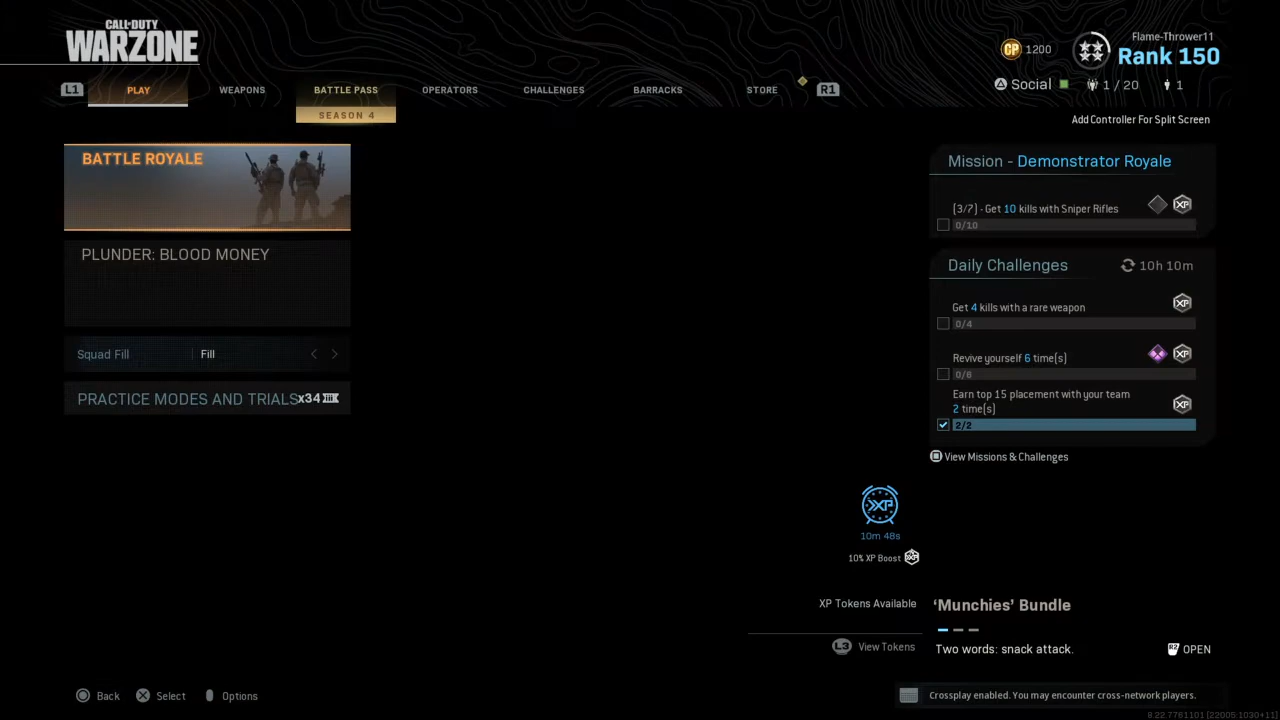 CALL OF DUTY
WARZONE
CP 1200
Flame-Thrower11
Rank 150
L1 PLAY WEAPONS BATTLE PASS OPERATORS CHALLENGES BARRACKS STORE R1
SEASON 4
Social 1 / 20 1
Add Controller For Split Screen
BATTLE ROYALE
PLUNDER: BLOOD MONEY
Squad Fill Fill
PRACTICE MODES AND TRIALS x34
Mission - Demonstrator Royale
(3/7) - Get 10 kills with Sniper Rifles XP
0/10
Daily Challenges 10h 10m
Get 4 kills with a rare weapon XP
0/4
Revive yourself 6 time(s) XP
0/6
Earn top 15 placement with your team
2 time(s) XP
2/2
View Missions & Challenges
XP
10m 48s
10% XP Boost
XP Tokens Available
L3 View Tokens
'Munchies' Bundle
Two words: snack attack.
R2 OPEN
Back Select Options
Crossplay enabled. You may encounter cross-network players.